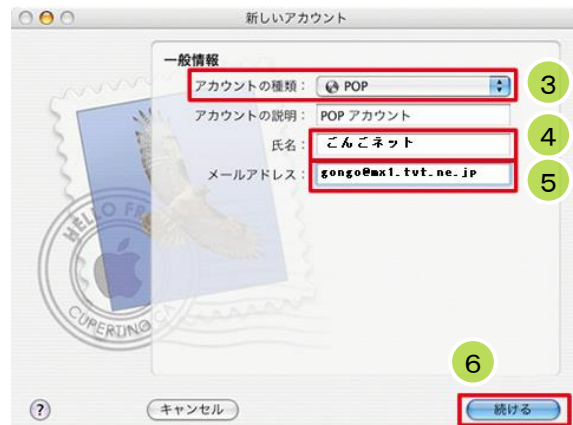 新しいアカウント
一般情報
アカウントの種類： POP
3
アカウントの説明： POP アカウント
氏名： ごんごネット
4
メールアドレス： gongo@mx1.tvt.ne.jp
5
HELLO FR
CUPERTINO CA
6
? キャンセル 続ける